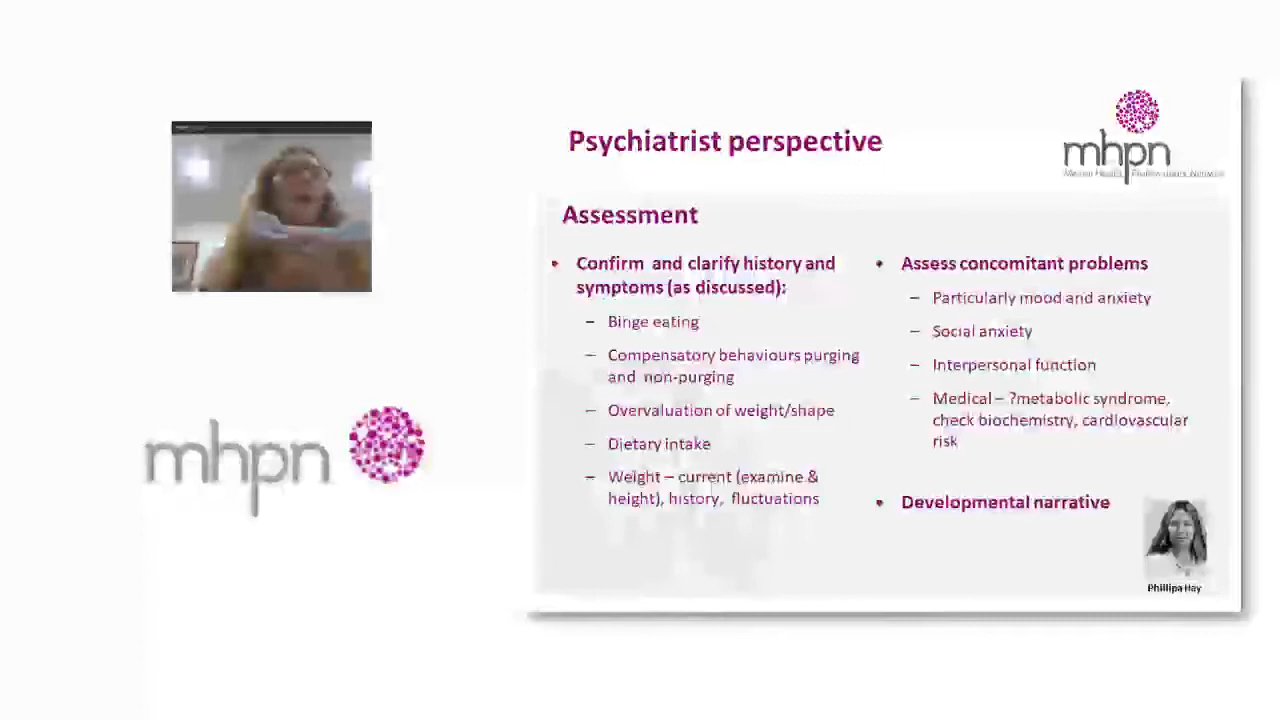 mhpn
Psychiatrist perspective
mhpn
Mental Health Professionals Network
Assessment
• Confirm and clarify history and
symptoms (as discussed):
– Binge eating
– Compensatory behaviours purging
and non-purging
– Overvaluation of weight/shape
– Dietary intake
– Weight – current (examine &
height), history, fluctuations
• Assess concomitant problems
– Particularly mood and anxiety
– Social anxiety
– Interpersonal function
– Medical – ?metabolic syndrome,
check biochemistry, cardiovascular
risk
• Developmental narrative
Phillipa Hay